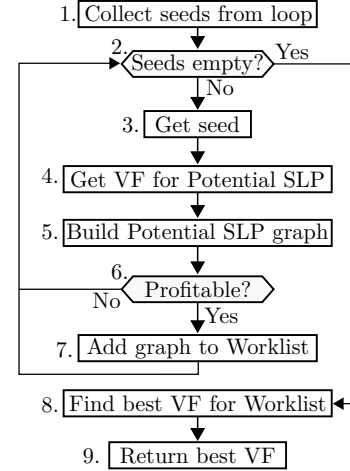 1. Collect seeds from loop
2. Seeds empty? Yes
No
3. Get seed
4. Get VF for Potential SLP
5. Build Potential SLP graph
6. Profitable?
No
Yes
7. Add graph to Worklist
8. Find best VF for Worklist
9. Return best VF